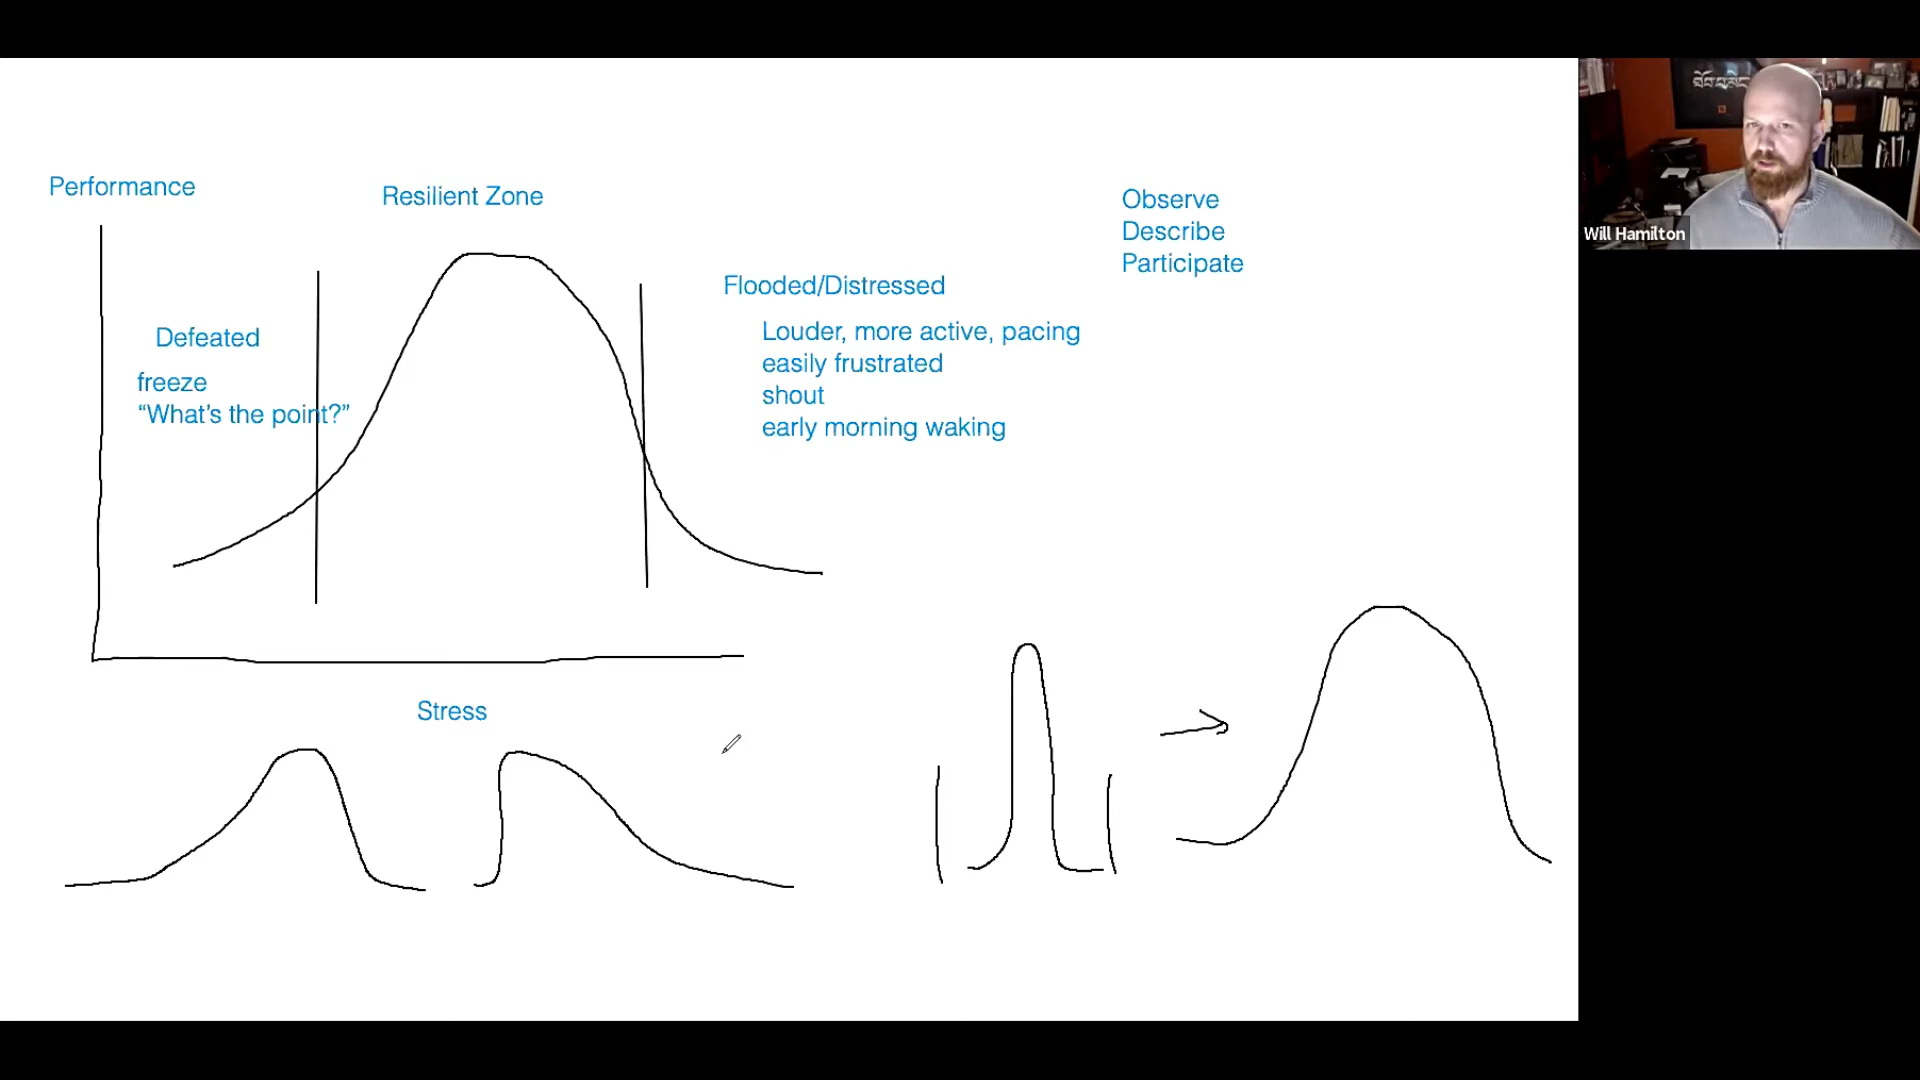 Performance
Resilient Zone
Defeated
freeze
“What’s the point?”
Flooded/Distressed
Louder, more active, pacing
easily frustrated
shout
early morning waking
Observe
Describe
Participate
Stress
Will Hamilton